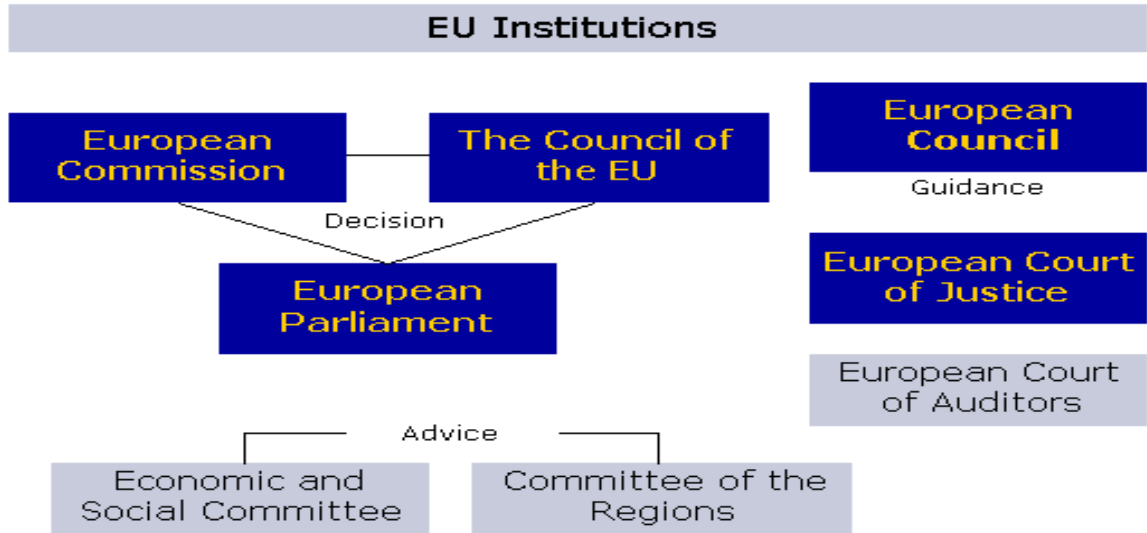 EU Institutions
European
Commission
The Council of
the EU
European
Council
Guidance
Decision
European Court
of Justice
European
Parliament
European Court
of Auditors
Advice
Economic and
Social Committee
Committee of the
Regions